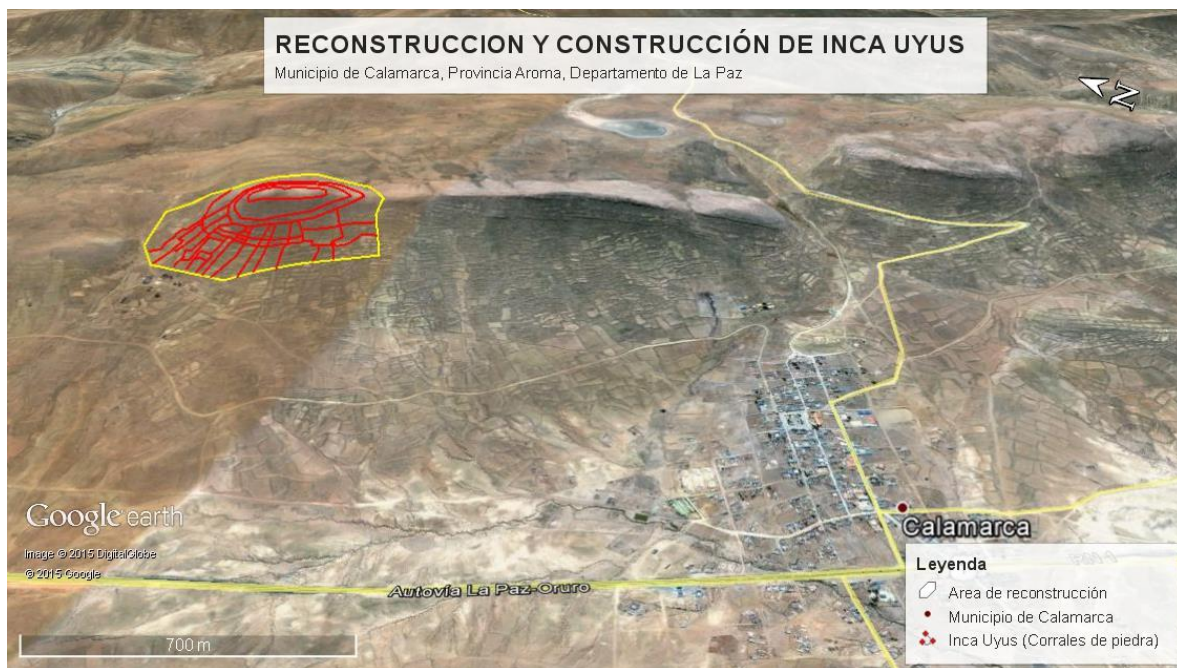 RECONSTRUCCION Y CONSTRUCCIÓN DE INCA UYUS
Municipio de Calamarca, Provincia Aroma, Departamento de La Paz
N
Google earth
Image © 2015 DigitalGlobe
© 2015 Google
Calamarca
Autovía La Paz-Oruro
700 m
Leyenda
Area de reconstrucción
Municipio de Calamarca
Inca Uyus (Corrales de piedra)